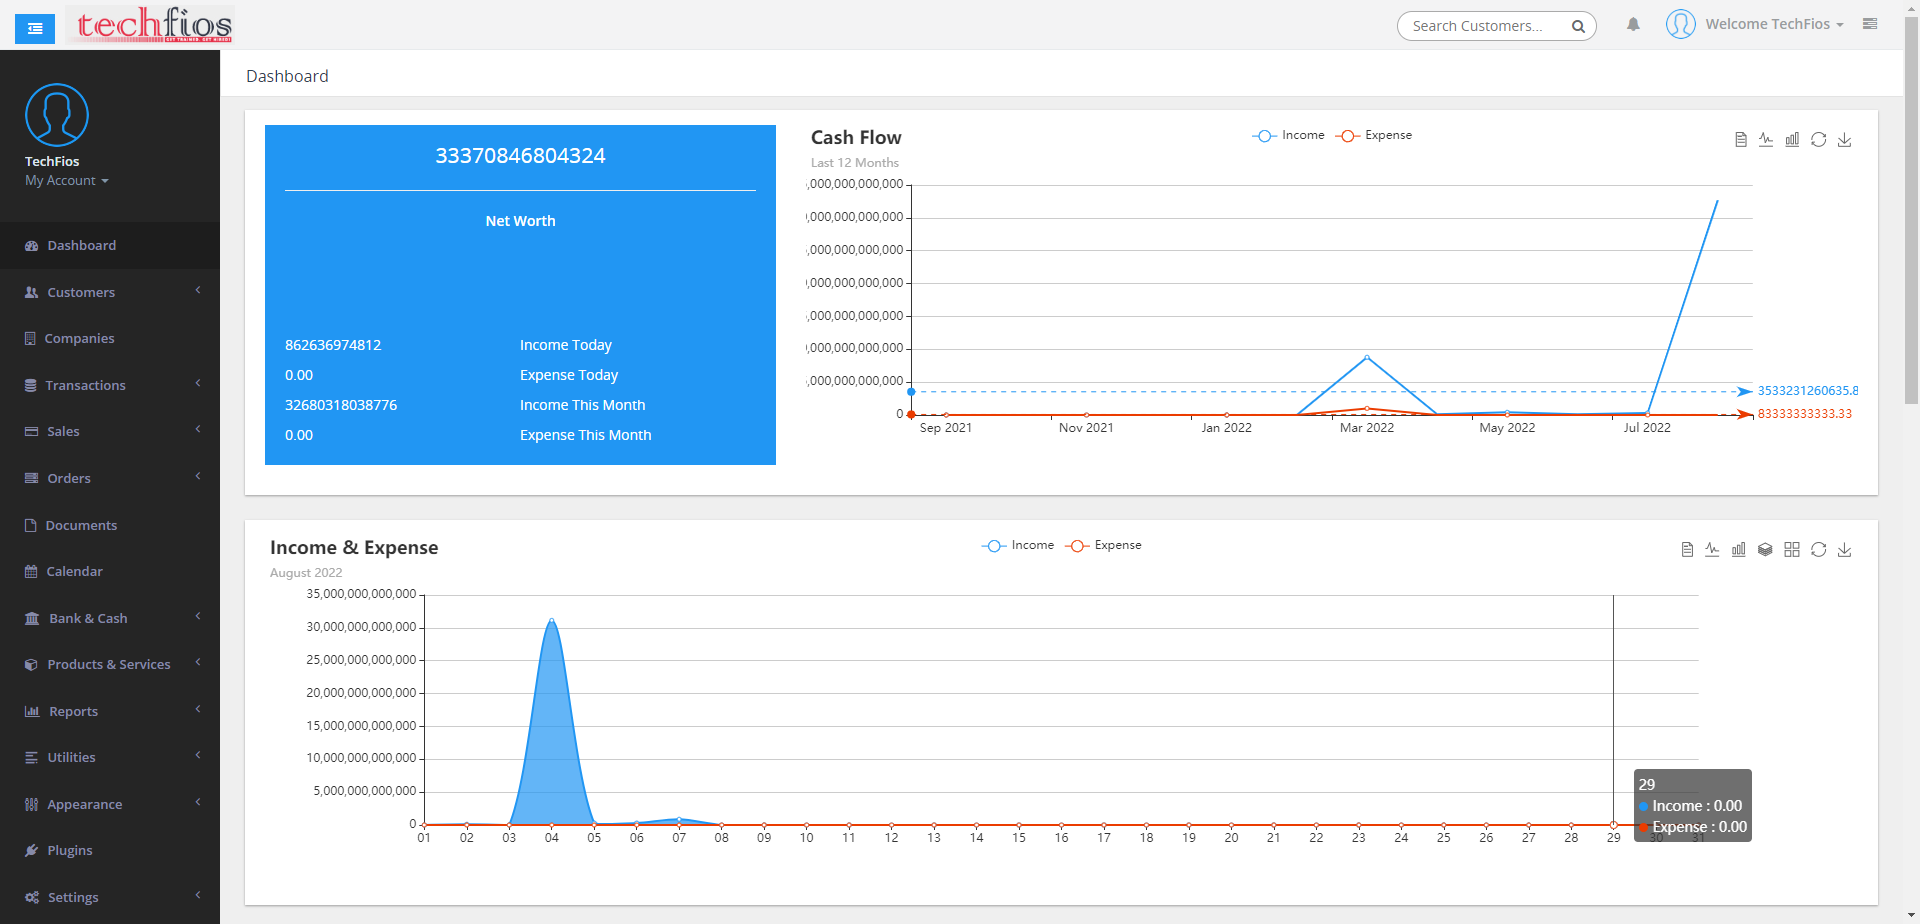 techfios
Search Customers...
Welcome TechFios
Dashboard
TechFios
My Account
Dashboard
Customers
Companies
Transactions
Sales
Orders
Documents
Calendar
Bank & Cash
Products & Services
Reports
Utilities
Appearance
Plugins
Settings
33370846804324
Net Worth
862636974812 Income Today
0.00 Expense Today
32680318038776 Income This Month
0.00 Expense This Month
Cash Flow
Last 12 Months
Income Expense
,000,000,000,000
,000,000,000,000
,000,000,000,000
,000,000,000,000
,000,000,000,000
,000,000,000,000
,000,000,000,000
0
3533231260635.8
83333333333.33
Sep 2021 Nov 2021 Jan 2022 Mar 2022 May 2022 Jul 2022
Income & Expense
August 2022
Income Expense
35,000,000,000,000
30,000,000,000,000
25,000,000,000,000
20,000,000,000,000
15,000,000,000,000
10,000,000,000,000
5,000,000,000,000
0
01 02 03 04 05 06 07 08 09 10 11 12 13 14 15 16 17 18 19 20 21 22 23 24 25 26 27 28 29 30 31
29
Income : 0.00
Expense : 0.00